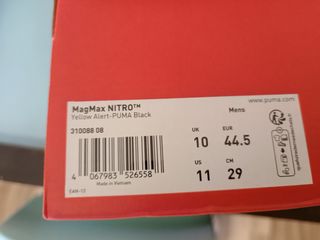 MagMax NITRO™
Yellow Alert-PUMA Black
310088 08
Mens
www.puma.com
UK EUR
10 44.5
US CM
11 29
4 067983 526558
EAN-13
Made in Vietnam